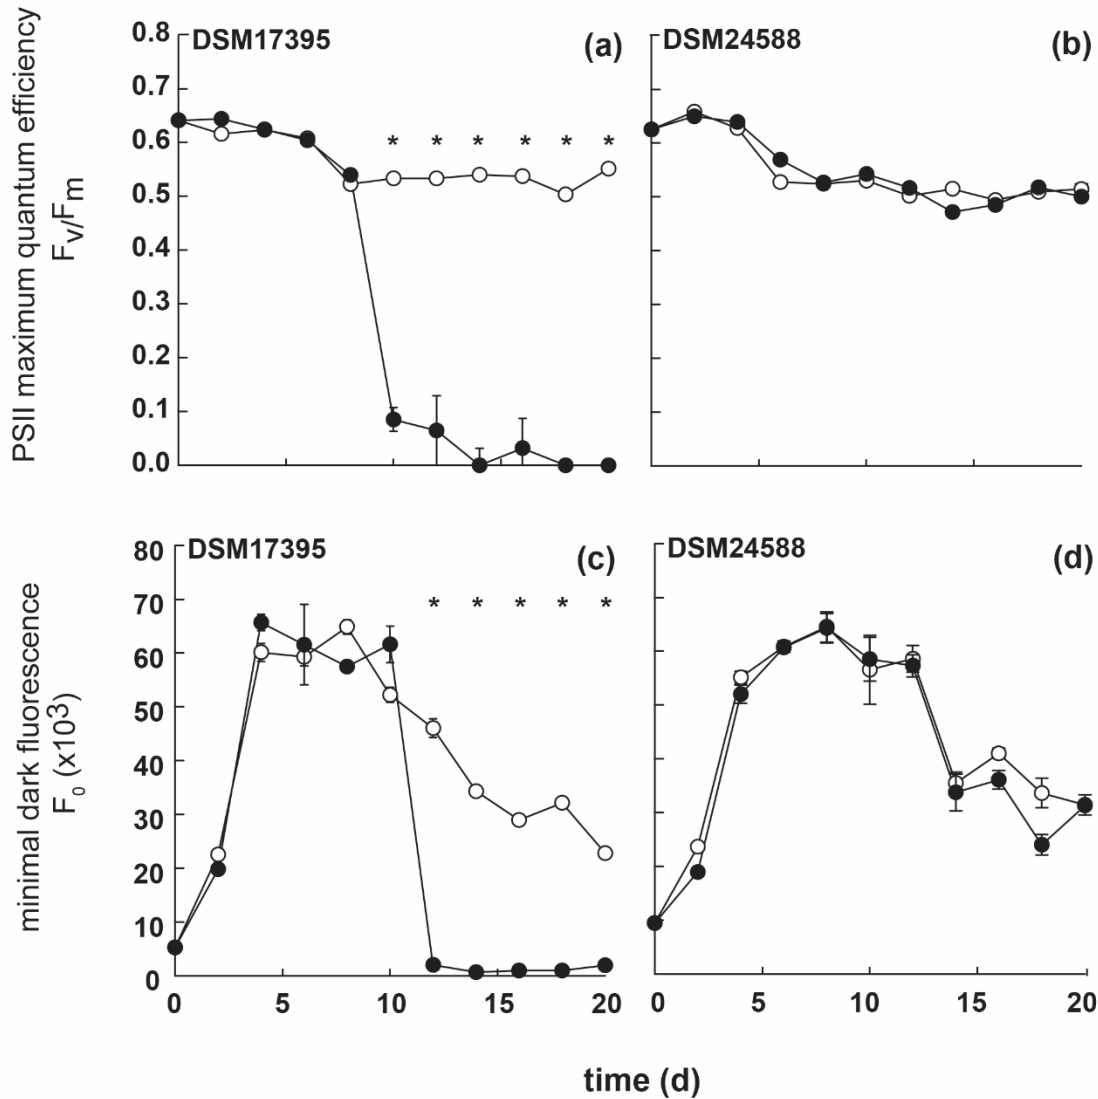 PSII maximum quantum efficiency
Fv/Fm
DSM17395
(a)
0.8
0.7
0.6
0.5
0.4
0.3
0.2
0.1
0.0
* * * * * *
DSM24588
(b)
minimal dark fluorescence
F0 (x10³)
DSM17395
(c)
80
70
60
50
40
30
20
10
0
* * * * *
0 5 10 15 20
DSM24588
(d)
0 5 10 15 20
time (d)